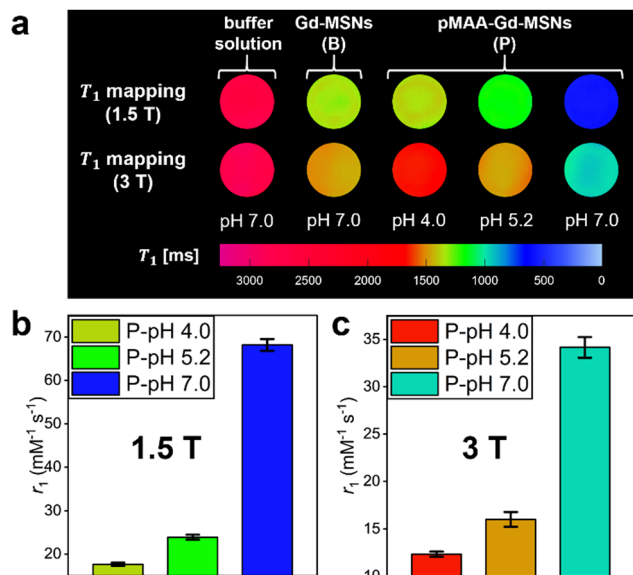 a
buffer solution
Gd-MSNs (B)
pMAA-Gd-MSNs (P)
T₁ mapping (1.5 T)
T₁ mapping (3 T)
pH 7.0 pH 7.0 pH 4.0 pH 5.2 pH 7.0
T₁ [ms]
3000 2500 2000 1500 1000 500 0
b
P-pH 4.0
P-pH 5.2
P-pH 7.0
1.5 T
r₁ (mM⁻¹ s⁻¹)
70
60
50
40
30
20
c
P-pH 4.0
P-pH 5.2
P-pH 7.0
3 T
r₁ (mM⁻¹ s⁻¹)
35
30
25
20
15
10